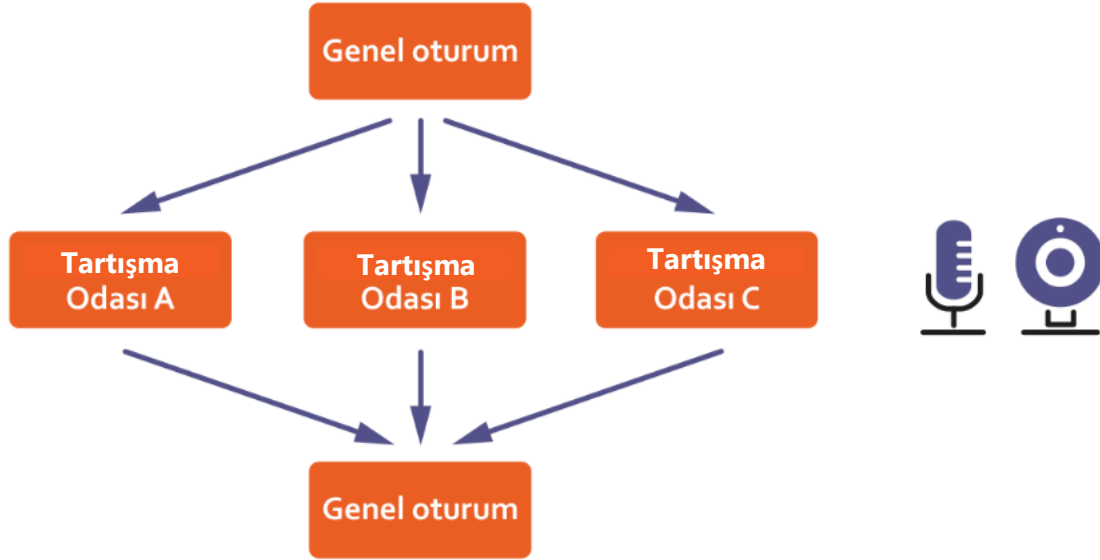 Genel oturum
Tartışma
Odası A
Tartışma
Odası B
Tartışma
Odası C
Genel oturum